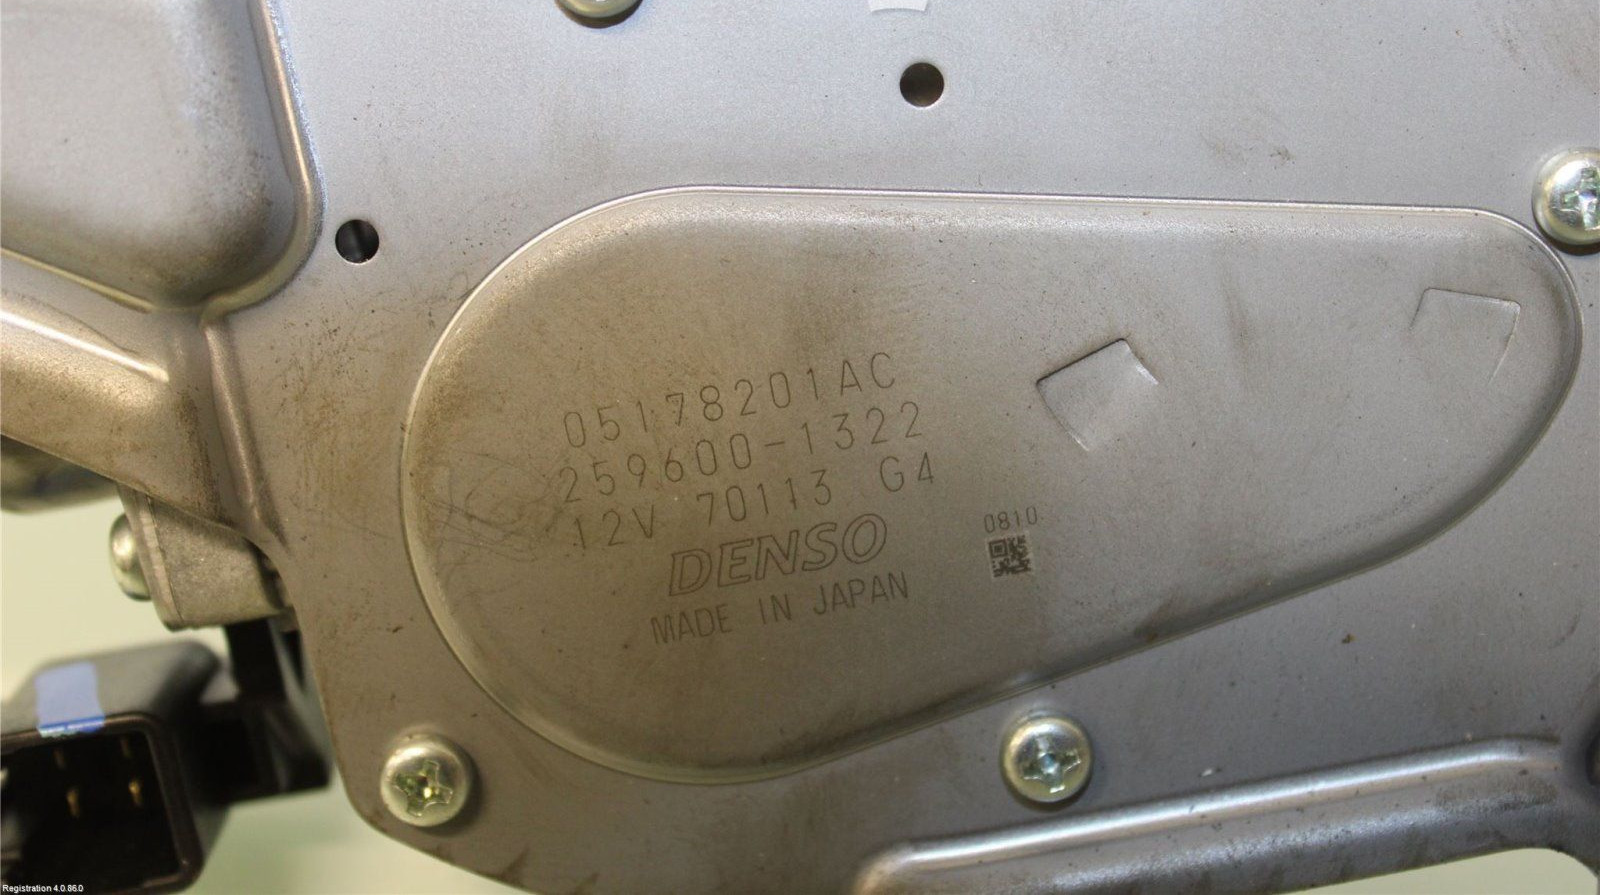 05178201AC
259600-1322
12V 70113 G4
DENSO
MADE IN JAPAN
0810
Registration 4.0.86.0